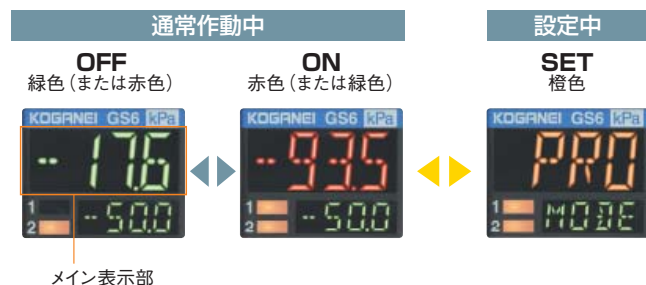 通常作動中
設定中
OFF
緑色（または赤色）
ON
赤色（または緑色）
SET
橙色
KOGANEI GS6 kPa
-17.6
1
2
-50.0
KOGANEI GS6 kPa
-93.5
1
2
-50.0
KOGANEI GS6 kPa
PRO
1
2
MODE
メイン表示部